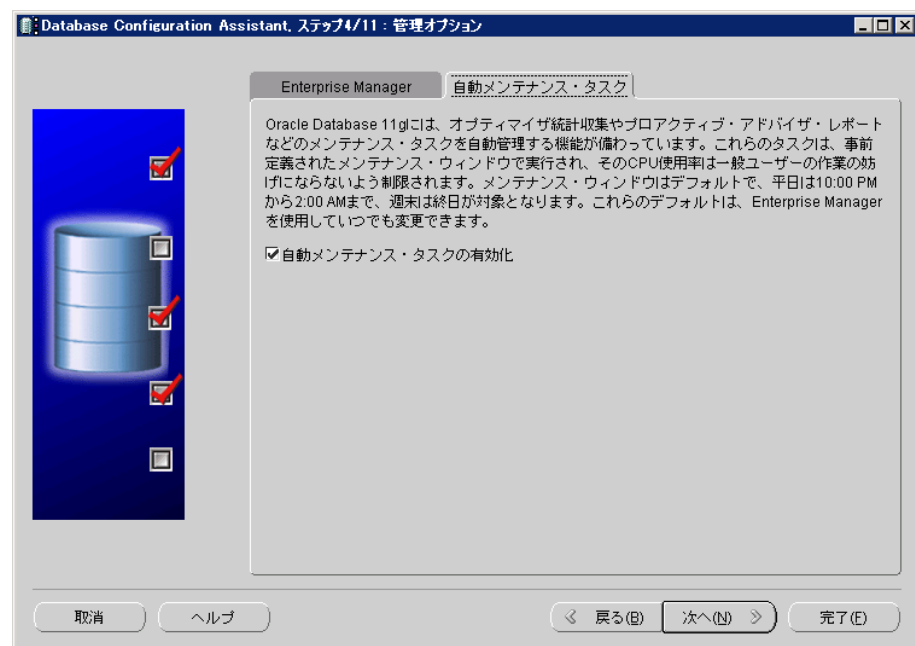 Database Configuration Assistant, ステップ4/11 : 管理オプション
Enterprise Manager
自動メンテナンス・タスク
Oracle Database 11gには、オプティマイザ統計収集やプロアクティブ・アドバイザ・レポート
などのメンテナンス・タスクを自動管理する機能が備わっています。これらのタスクは、事前
定義されたメンテナンス・ウィンドウで実行され、そのCPU使用率は一般ユーザーの作業の妨
げにならないよう制限されます。メンテナンス・ウィンドウはデフォルトで、平日は10:00 PM
から2:00 AMまで、週末は終日が対象となります。これらのデフォルトは、Enterprise Manager
を使用していつでも変更できます。
自動メンテナンス・タスクの有効化
取消
ヘルプ
戻る(B)
次へ(N)
完了(F)